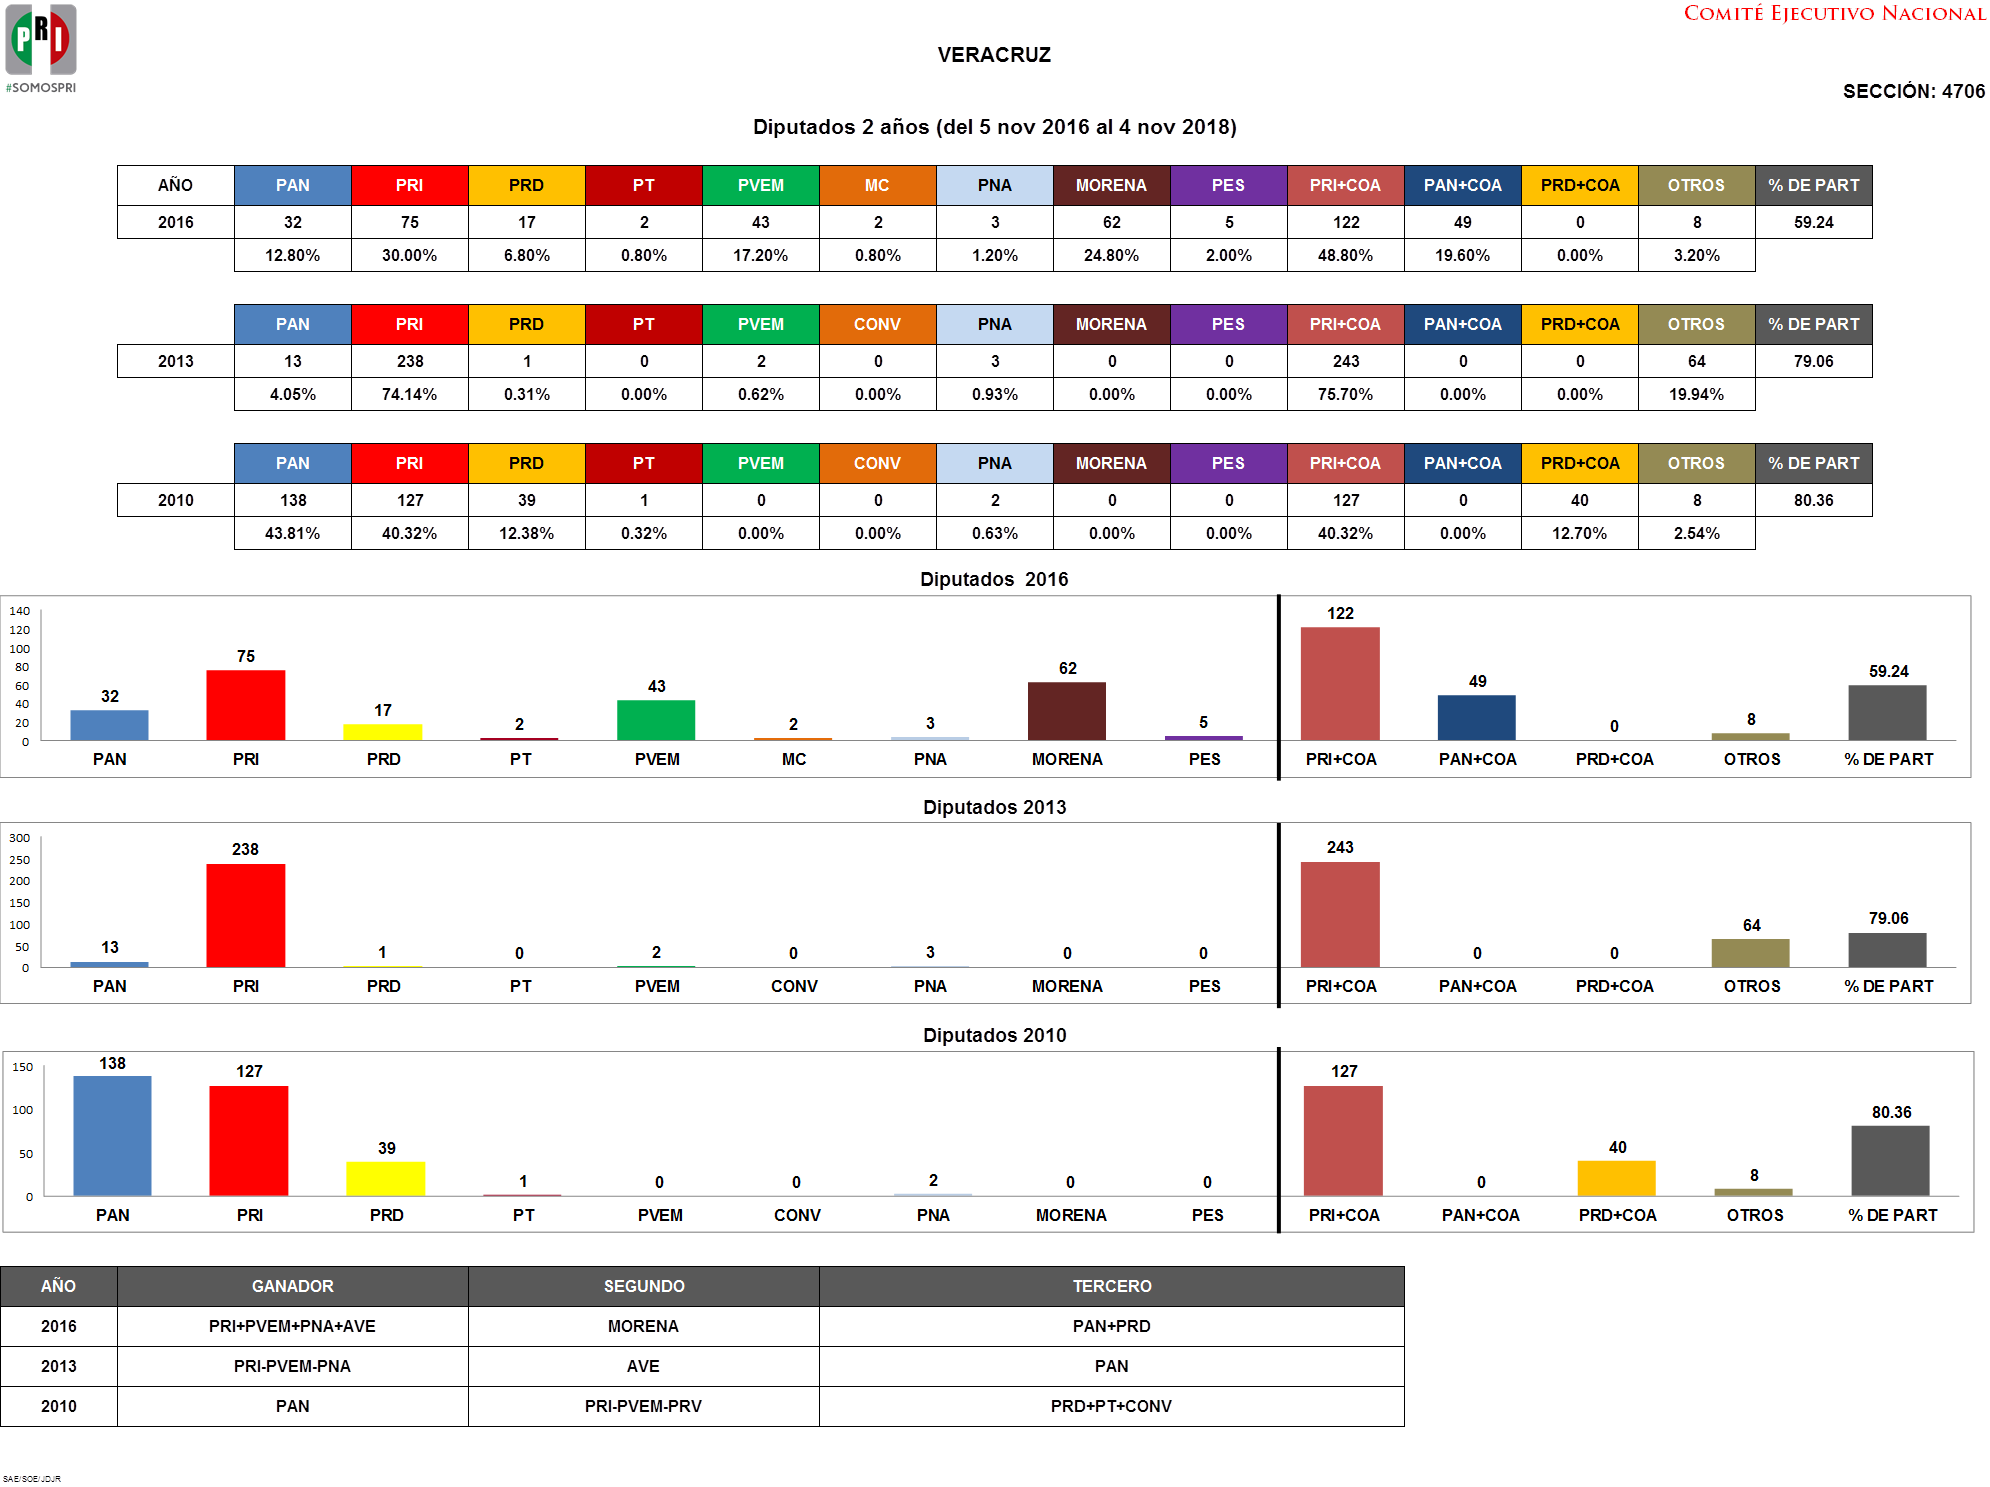 PRI
#SOMOSPRI
COMITÉ EJECUTIVO NACIONAL
VERACRUZ
SECCIÓN: 4706
Diputados 2 años (del 5 nov 2016 al 4 nov 2018)
AÑO PAN PRI PRD PT PVEM MC PNA MORENA PES PRI+COA PAN+COA PRD+COA OTROS % DE PART
2016 32 75 17 2 43 2 3 62 5 122 49 0 8 59.24
12.80% 30.00% 6.80% 0.80% 17.20% 0.80% 1.20% 24.80% 2.00% 48.80% 19.60% 0.00% 3.20%
PAN PRI PRD PT PVEM CONV PNA MORENA PES PRI+COA PAN+COA PRD+COA OTROS % DE PART
2013 13 238 1 0 2 0 3 0 0 243 0 0 64 79.06
4.05% 74.14% 0.31% 0.00% 0.62% 0.00% 0.93% 0.00% 0.00% 75.70% 0.00% 0.00% 19.94%
PAN PRI PRD PT PVEM CONV PNA MORENA PES PRI+COA PAN+COA PRD+COA OTROS % DE PART
2010 138 127 39 1 0 0 2 0 0 127 0 40 8 80.36
43.81% 40.32% 12.38% 0.32% 0.00% 0.00% 0.63% 0.00% 0.00% 40.32% 0.00% 12.70% 2.54%
Diputados 2016
140
120
100
80
60
40
20
0
32 75 17 2 43 2 3 62 5 122 49 0 8 59.24
PAN PRI PRD PT PVEM MC PNA MORENA PES PRI+COA PAN+COA PRD+COA OTROS % DE PART
Diputados 2013
300
250
200
150
100
50
0
13 238 1 0 2 0 3 0 0 243 0 0 64 79.06
PAN PRI PRD PT PVEM CONV PNA MORENA PES PRI+COA PAN+COA PRD+COA OTROS % DE PART
Diputados 2010
150
100
50
0
138 127 39 1 0 0 2 0 0 127 0 40 8 80.36
PAN PRI PRD PT PVEM CONV PNA MORENA PES PRI+COA PAN+COA PRD+COA OTROS % DE PART
AÑO GANADOR SEGUNDO TERCERO
2016 PRI+PVEM+PNA+AVE MORENA PAN+PRD
2013 PRI-PVEM-PNA AVE PAN
2010 PAN PRI-PVEM-PRV PRD+PT+CONV
SAE/SOE/JDJR